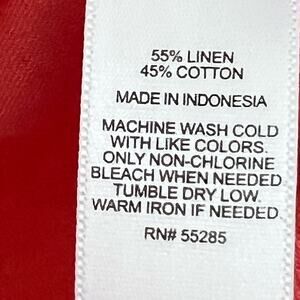 55% LINEN
45% COTTON
MADE IN INDONESIA
MACHINE WASH COLD
WITH LIKE COLORS.
ONLY NON-CHLORINE
BLEACH WHEN NEEDED
TUMBLE DRY LOW.
WARM IRON IF NEEDED
RN# 55285